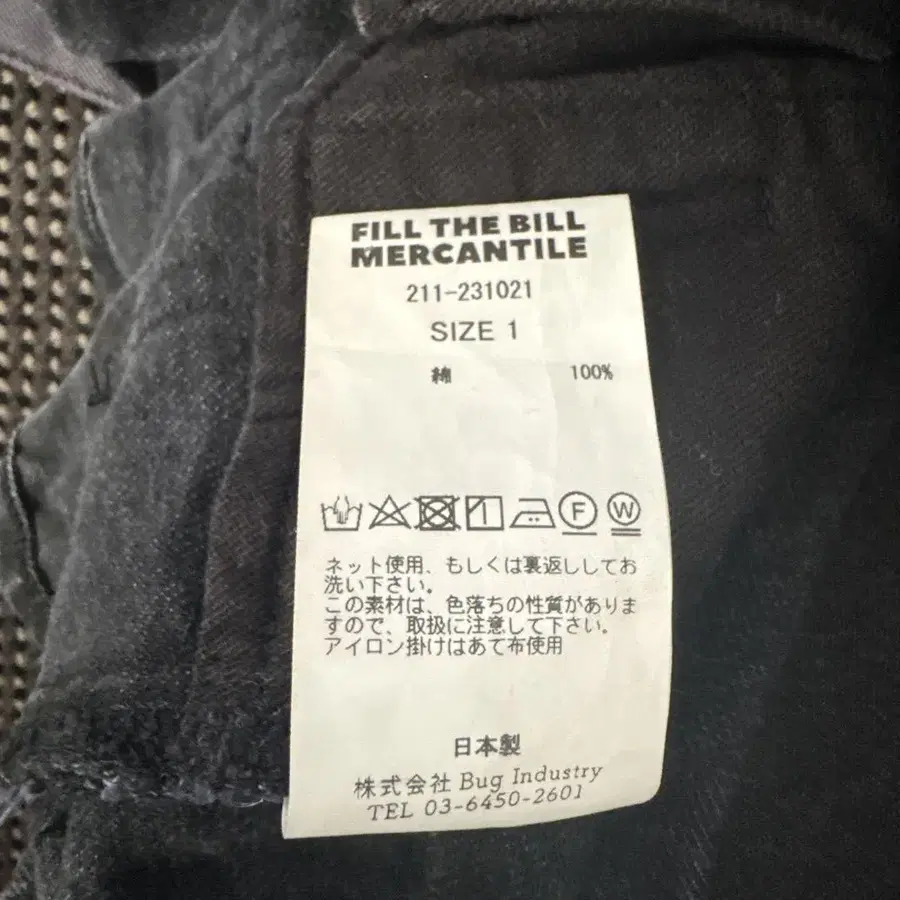 FILL THE BILL
MERCANTILE
211-231021
SIZE 1
綿 100%
F W
ネット使用、もしくは裏返ししてお
洗い下さい。
この素材は、色落ちの性質がありま
すので、取扱に注意して下さい。
アイロン掛けはあて布使用
日本製
株式会社 Bug Industry
TEL 03-6450-2601